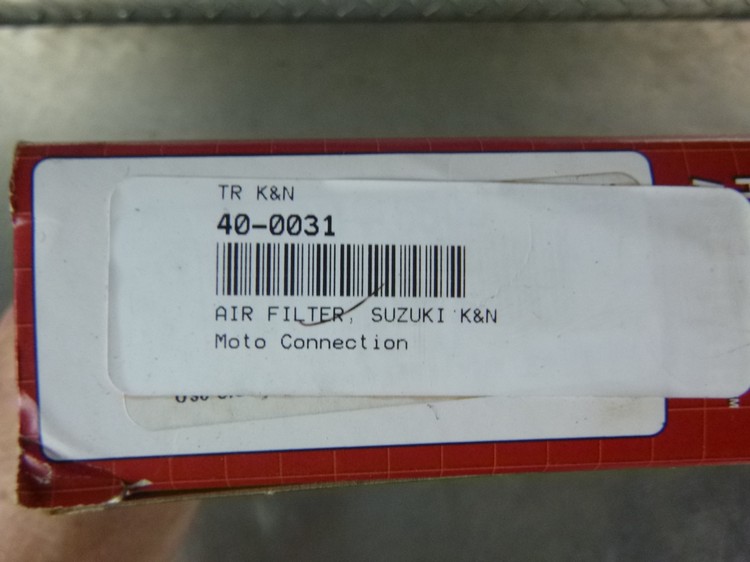 TR K&N
40-0031
AIR FILTER, SUZUKI K&N
Moto Connection